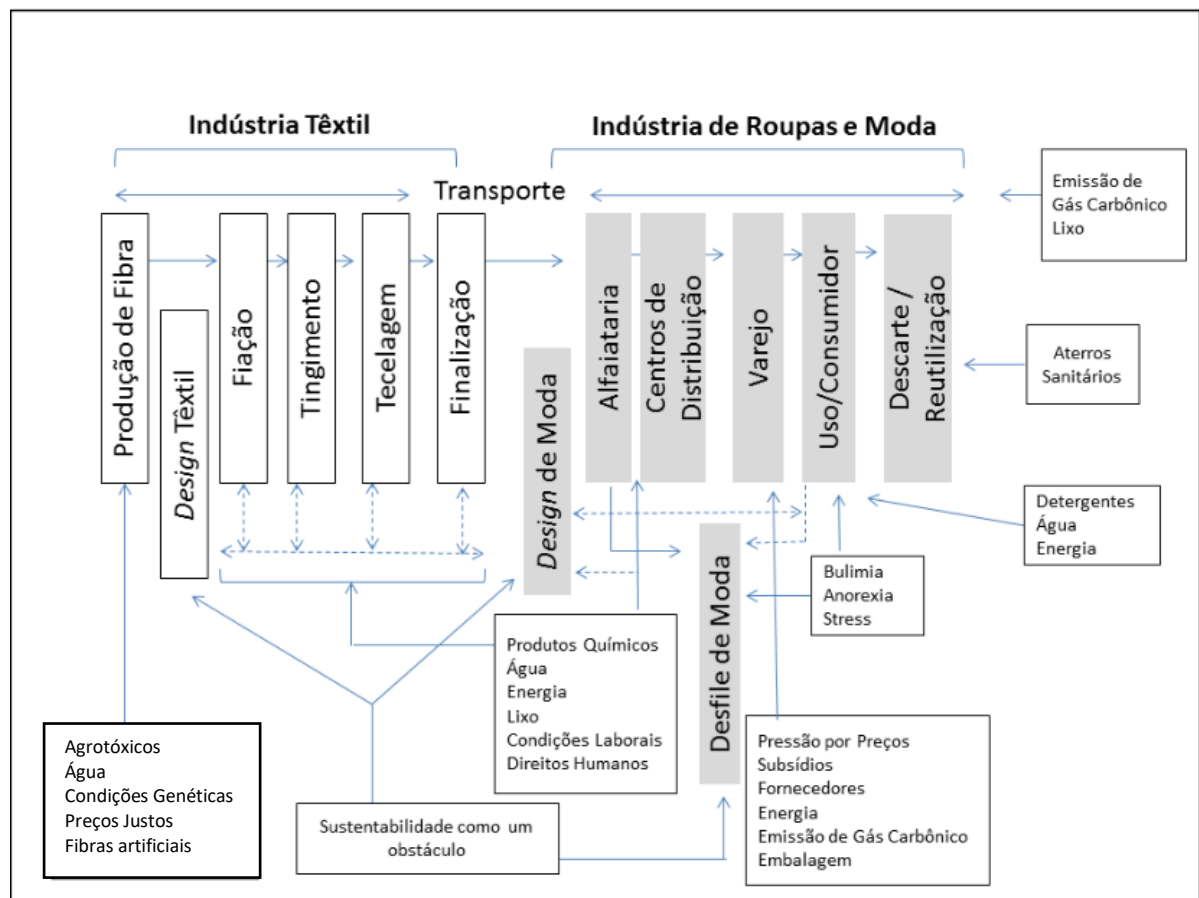 Indústria Têxtil
Indústria de Roupas e Moda
Transporte
Emissão de
Gás Carbônico
Lixo
Produção de Fibra
Design Têxtil
Fiação
Tingimento
Tecelagem
Finalização
Design de Moda
Alfaiataria
Centros de
Distribuição
Varejo
Uso/Consumidor
Descarte /
Reutilização
Aterros
Sanitários
Detergentes
Água
Energia
Desfile de Moda
Bulimia
Anorexia
Stress
Produtos Químicos
Água
Energia
Lixo
Condições Laborais
Direitos Humanos
Agrotóxicos
Água
Condições Genéticas
Preços Justos
Fibras artificiais
Sustentabilidade como um
obstáculo
Pressão por Preços
Subsídios
Fornecedores
Energia
Emissão de Gás Carbônico
Embalagem